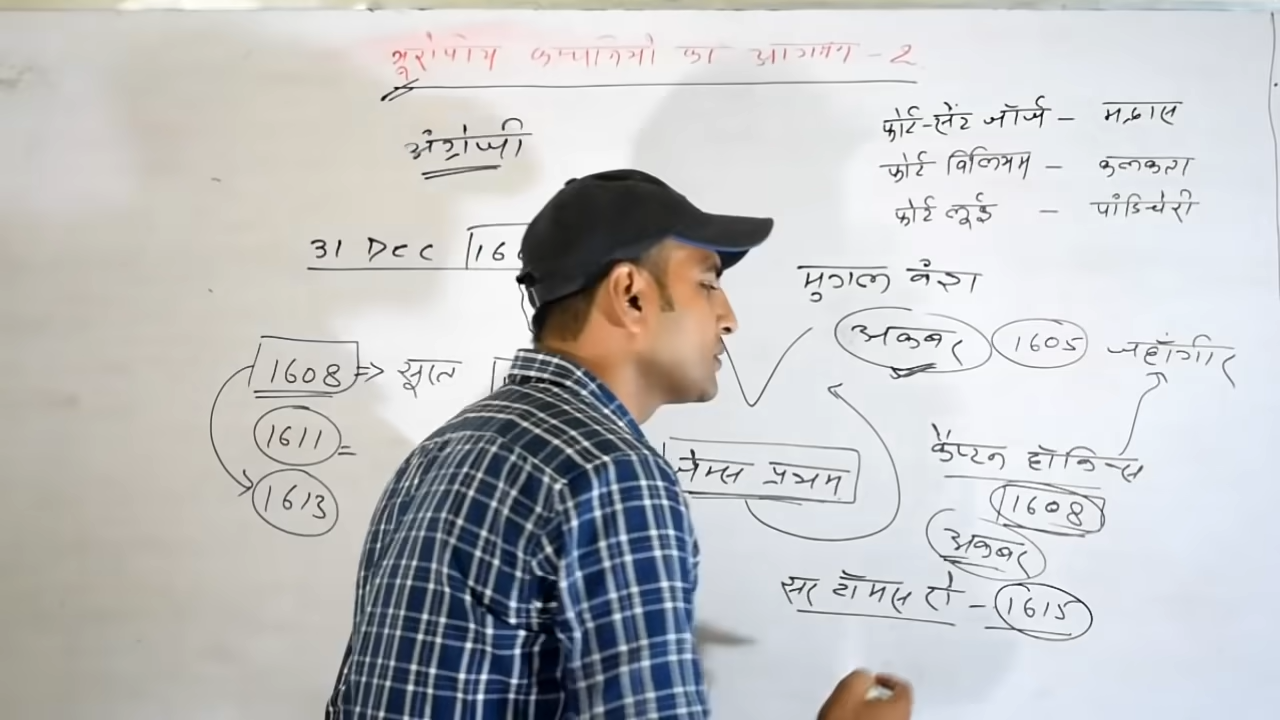 यूरोपीय कम्पनियो का आगमन - 2
अंग्रेजी
फोर्ट-सेंट जॉर्ज - मद्रास
फोर्ट विलियम - कलकत्ता
फोर्ट लूई - पांडिचेरी
31 DEC 16
मुगल वंश
अकबर 1605 जहाँगीर
1608 => सूरत
1611 =
1613
जेम्स प्रथम
कैप्टन हॉकिन्स
1608
अकबर
सर टॉमस रो - 1615